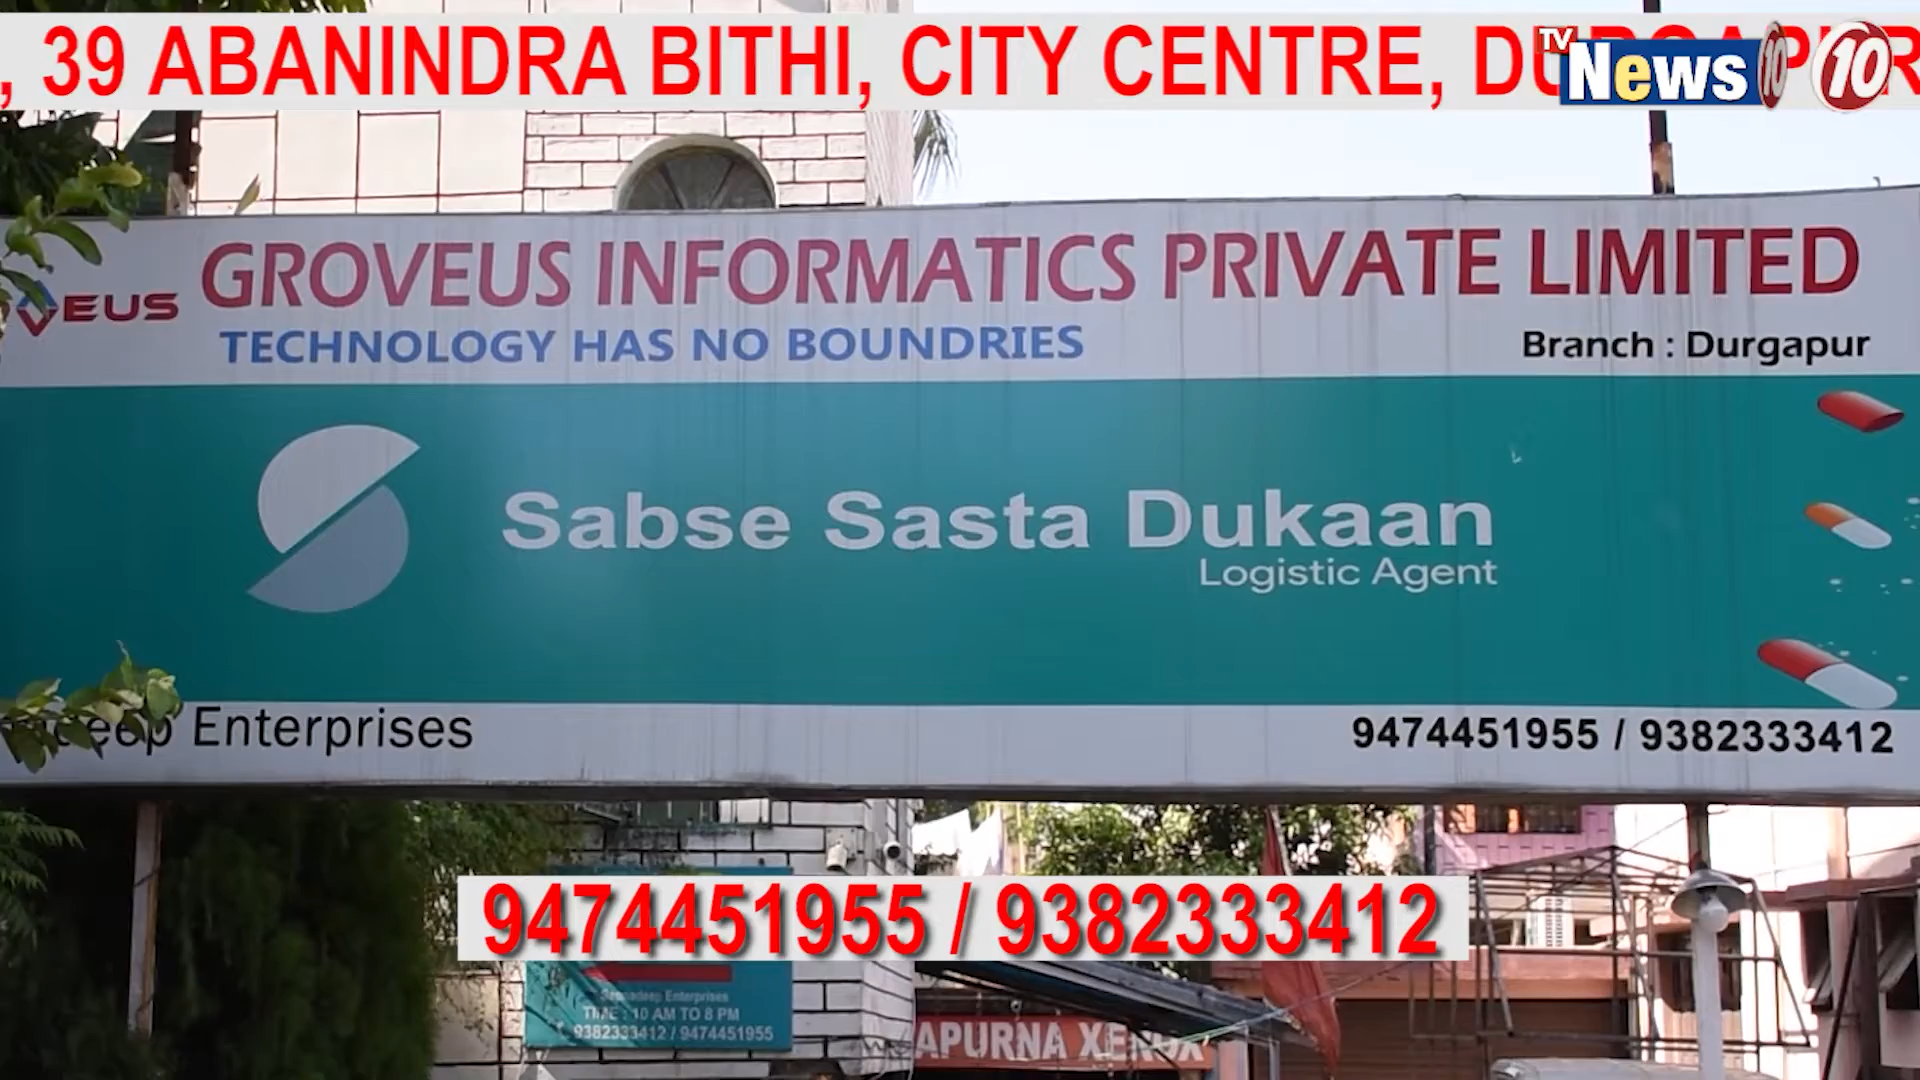 , 39 ABANINDRA BITHI, CITY CENTRE,
TV News 10 10
EUS GROVEUS INFORMATICS PRIVATE LIMITED
TECHNOLOGY HAS NO BOUNDRIES
Branch : Durgapur
Sabse Sasta Dukaan
Logistic Agent
Enterprises
9474451955 / 9382333412
9474451955 / 9382333412
Enterprises
TIME : 10 AM TO 8 PM
9382333412 / 9474451955
APURNA XEROX